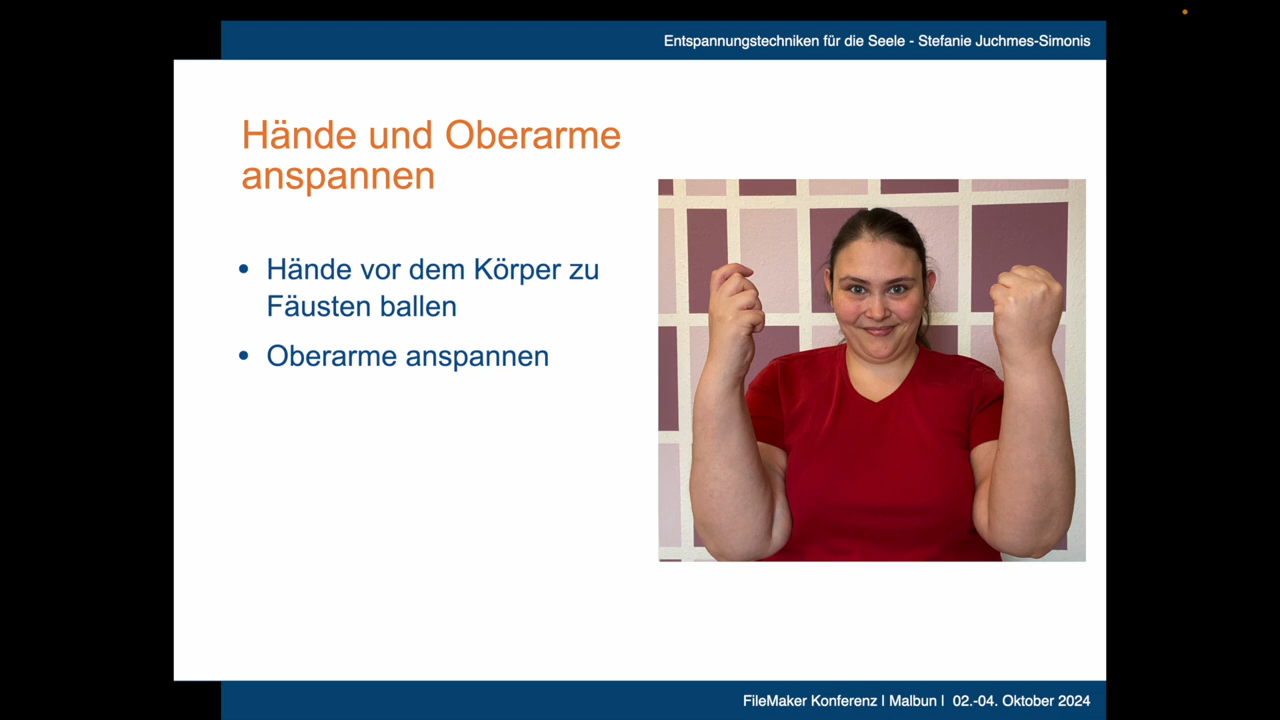 Entspannungstechniken für die Seele - Stefanie Juchmes-Simonis
Hände und Oberarme
anspannen
• Hände vor dem Körper zu
Fäusten ballen
• Oberarme anspannen
FileMaker Konferenz | Malbun | 02.-04. Oktober 2024